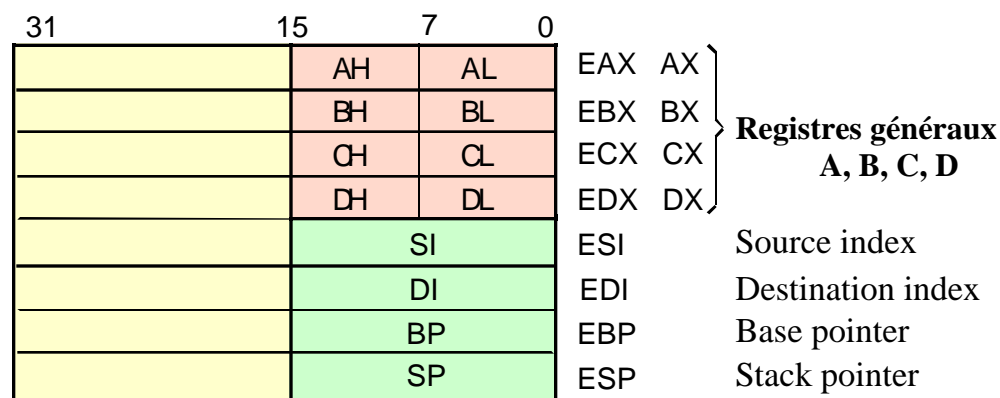 31 15 7 0
AH AL EAX AX
BH BL EBX BX
CH CL ECX CX
DH DL EDX DX
Registres généraux
A, B, C, D
SI ESI Source index
DI EDI Destination index
BP EBP Base pointer
SP ESP Stack pointer